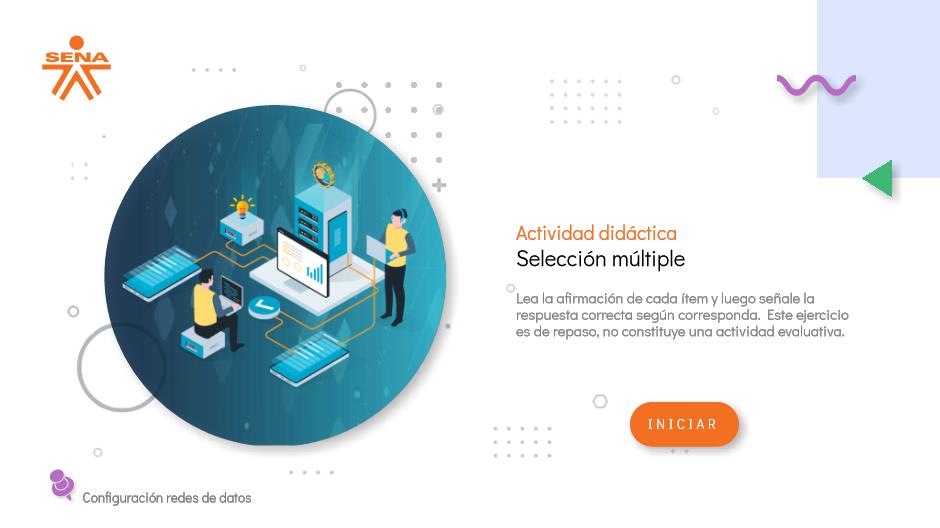 SENA
Actividad didáctica
Selección múltiple
Lea la afirmación de cada ítem y luego señale la
respuesta correcta según corresponda. Este ejercicio
es de repaso, no constituye una actividad evaluativa.
INICIAR
Configuración redes de datos